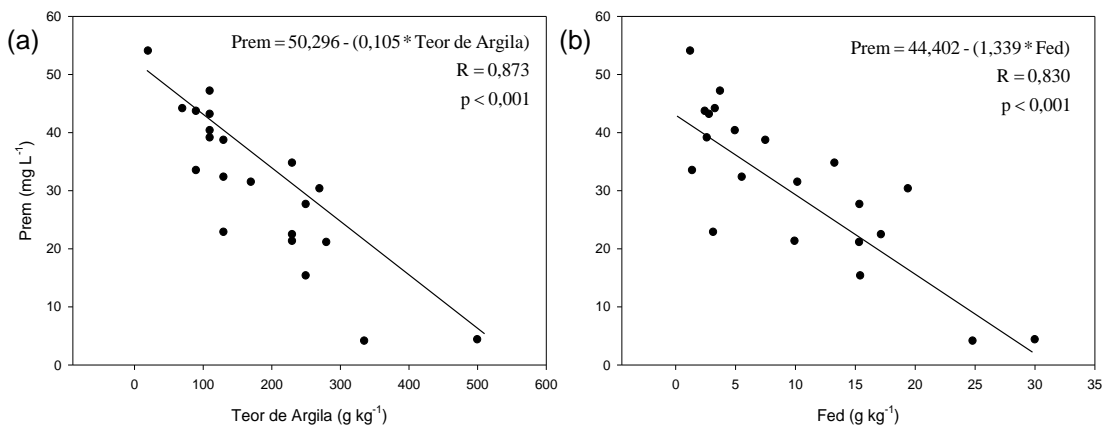 (a)
Prem = 50,296 - (0,105 * Teor de Argila)
R = 0,873
p < 0,001
60
50
40
30
20
10
0
Prem (mg L⁻¹)
0 100 200 300 400 500 600
Teor de Argila (g kg⁻¹)
(b)
Prem = 44,402 - (1,339 * Fed)
R = 0,830
p < 0,001
60
50
40
30
20
10
0
0 5 10 15 20 25 30 35
Fed (g kg⁻¹)